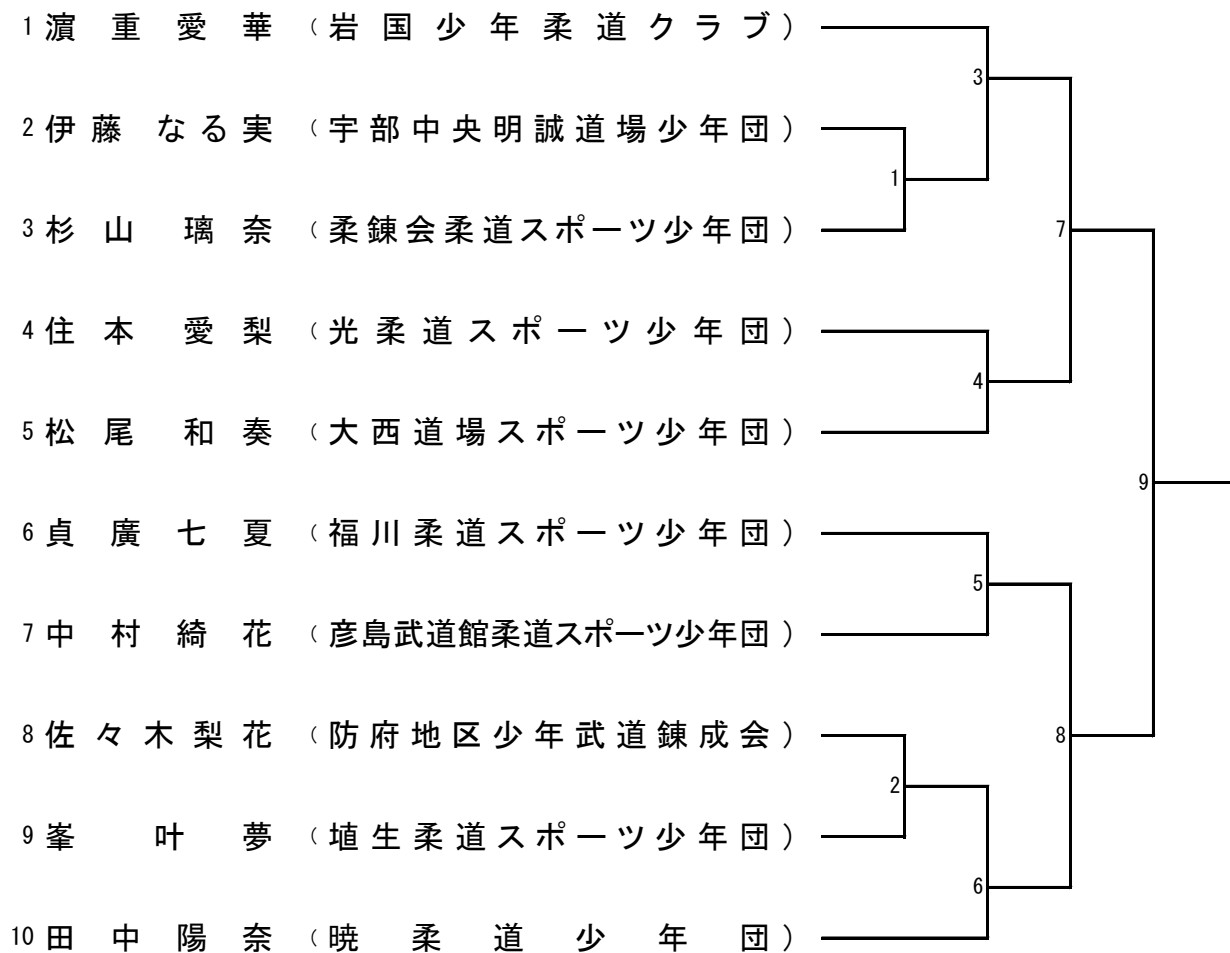 1 濵重愛華 (岩国少年柔道クラブ)
3
2 伊藤 なる実 (宇部中央明誠道場少年団)
1
3 杉山 璃奈 (柔錬会柔道スポーツ少年団)
7
4 住本 愛梨 (光柔道スポーツ少年団)
4
5 松尾 和奏 (大西道場スポーツ少年団)
9
6 貞廣七夏 (福川柔道スポーツ少年団)
5
7 中村綺花 (彦島武道館柔道スポーツ少年団)
8 佐々木梨花 (防府地区少年武道錬成会)
8
2
9 峯 叶夢 (埴生柔道スポーツ少年団)
6
10 田中陽奈 (暁柔道少年団)